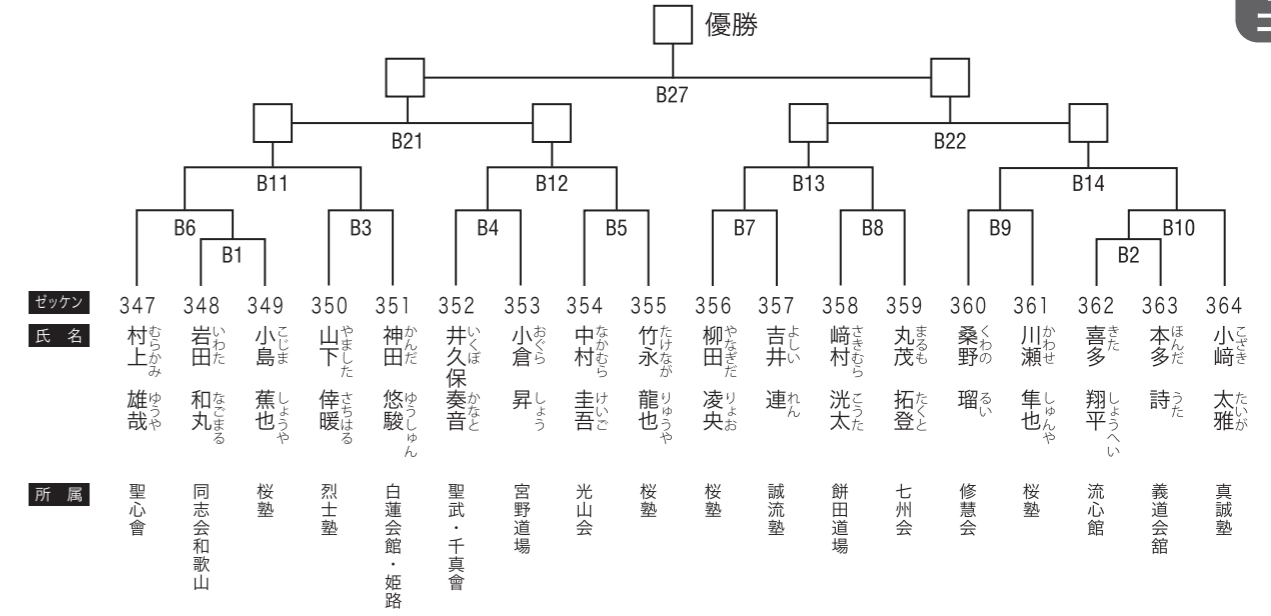 優勝
B27
B21
B22
B11
B12
B13
B14
B6
B3
B4
B5
B7
B8
B9
B10
B1
B2
ゼッケン
347 348 349 350 351 352 353 354 355 356 357 358 359 360 361 362 363 364
氏 名
村上 雄哉 むらかみ ゆうや
岩田 和丸 いわた なごまる
小島 蕉也 こじま しょうや
山下 倖暖 やました さちはる
神田 悠駿 かんだ ゆうしゅん
井久保 奏音 いくぼ かなと
小倉 昇 おぐら しょう
中村 圭吾 なかむら けいご
竹永 龍也 たけなが りゅうや
柳田 凌央 やなぎだ りょお
吉井 連 よしい れん
﨑村 洸太 さきむら こうた
丸茂 拓登 まるも たくと
桑野 瑠 くわの るい
川瀬 隼也 かわせ しゅんや
喜多 翔平 きた しょうへい
本多 詩 ほんだ うた
小﨑 太雅 こざき たいが
所 属
聖心會
同志会和歌山
桜塾
烈士塾
白蓮会館・姫路
聖武・千真會
宮野道場
光山会
桜塾
桜塾
誠流塾
餅田道場
七州会
修慧会
桜塾
流心館
義道会舘
真誠塾